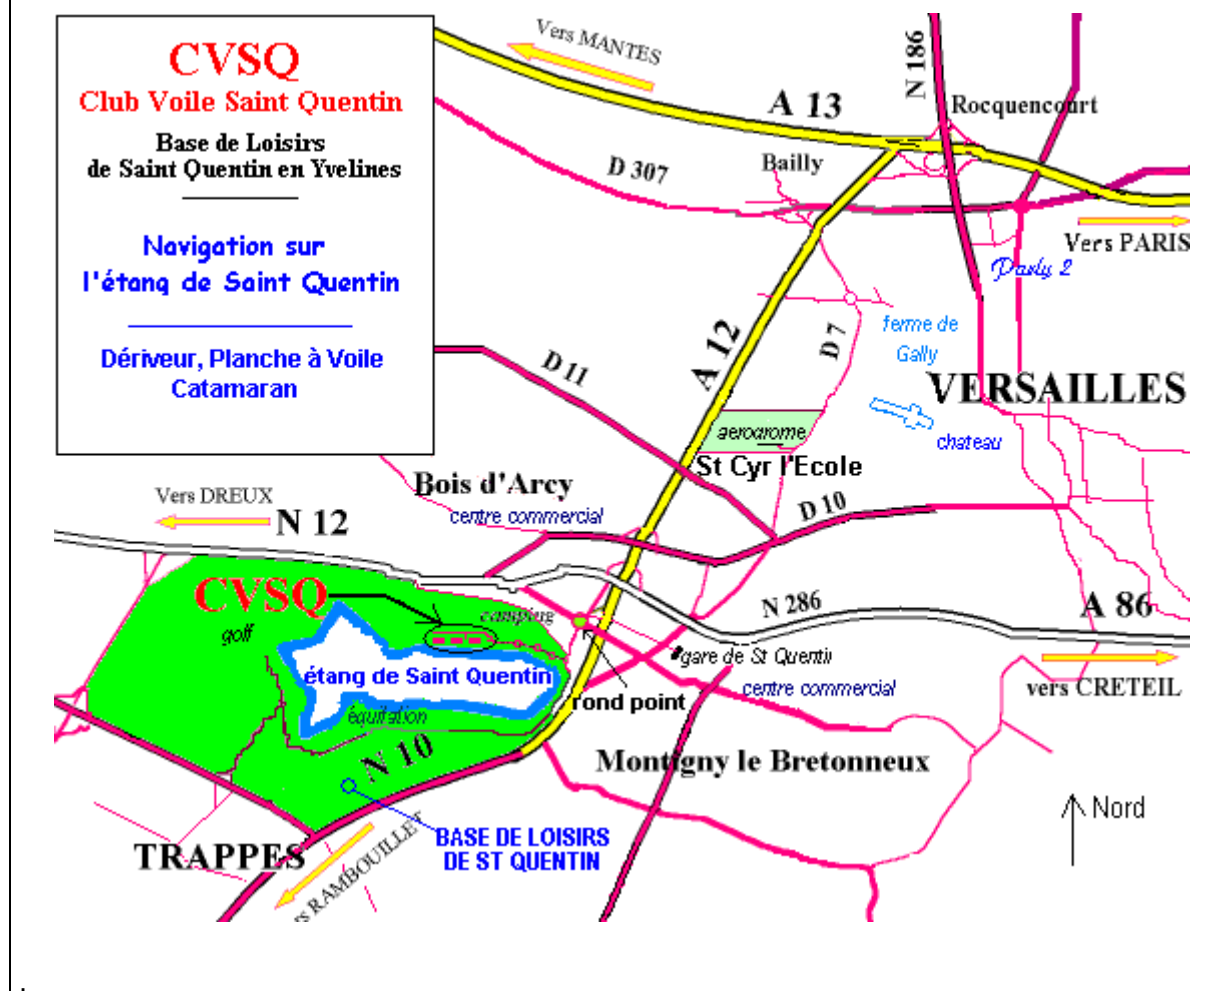 CVSQ
Club Voile Saint Quentin
Base de Loisirs
de Saint Quentin en Yvelines
Navigation sur
l'étang de Saint Quentin
Dériveur, Planche à Voile
Catamaran
Vers MANTES
A 13
N 186
Rocquencourt
Bailly
D 307
Vers PARIS
Parly 2
A 12
D 7
ferme de
Gally
D 11
VERSAILLES
aerodrome
chateau
St Cyr l'Ecole
Bois d'Arcy
centre commercial
Vers DREUX
N 12
D 10
CVSQ
camping
golf
N 286
A 86
gare de St Quentin
étang de Saint Quentin
centre commercial
vers CRETEIL
rond point
équitation
N 10
Montigny le Bretonneux
Nord
BASE DE LOISIRS
DE ST QUENTIN
TRAPPES
rs RAMBOUILLET
.